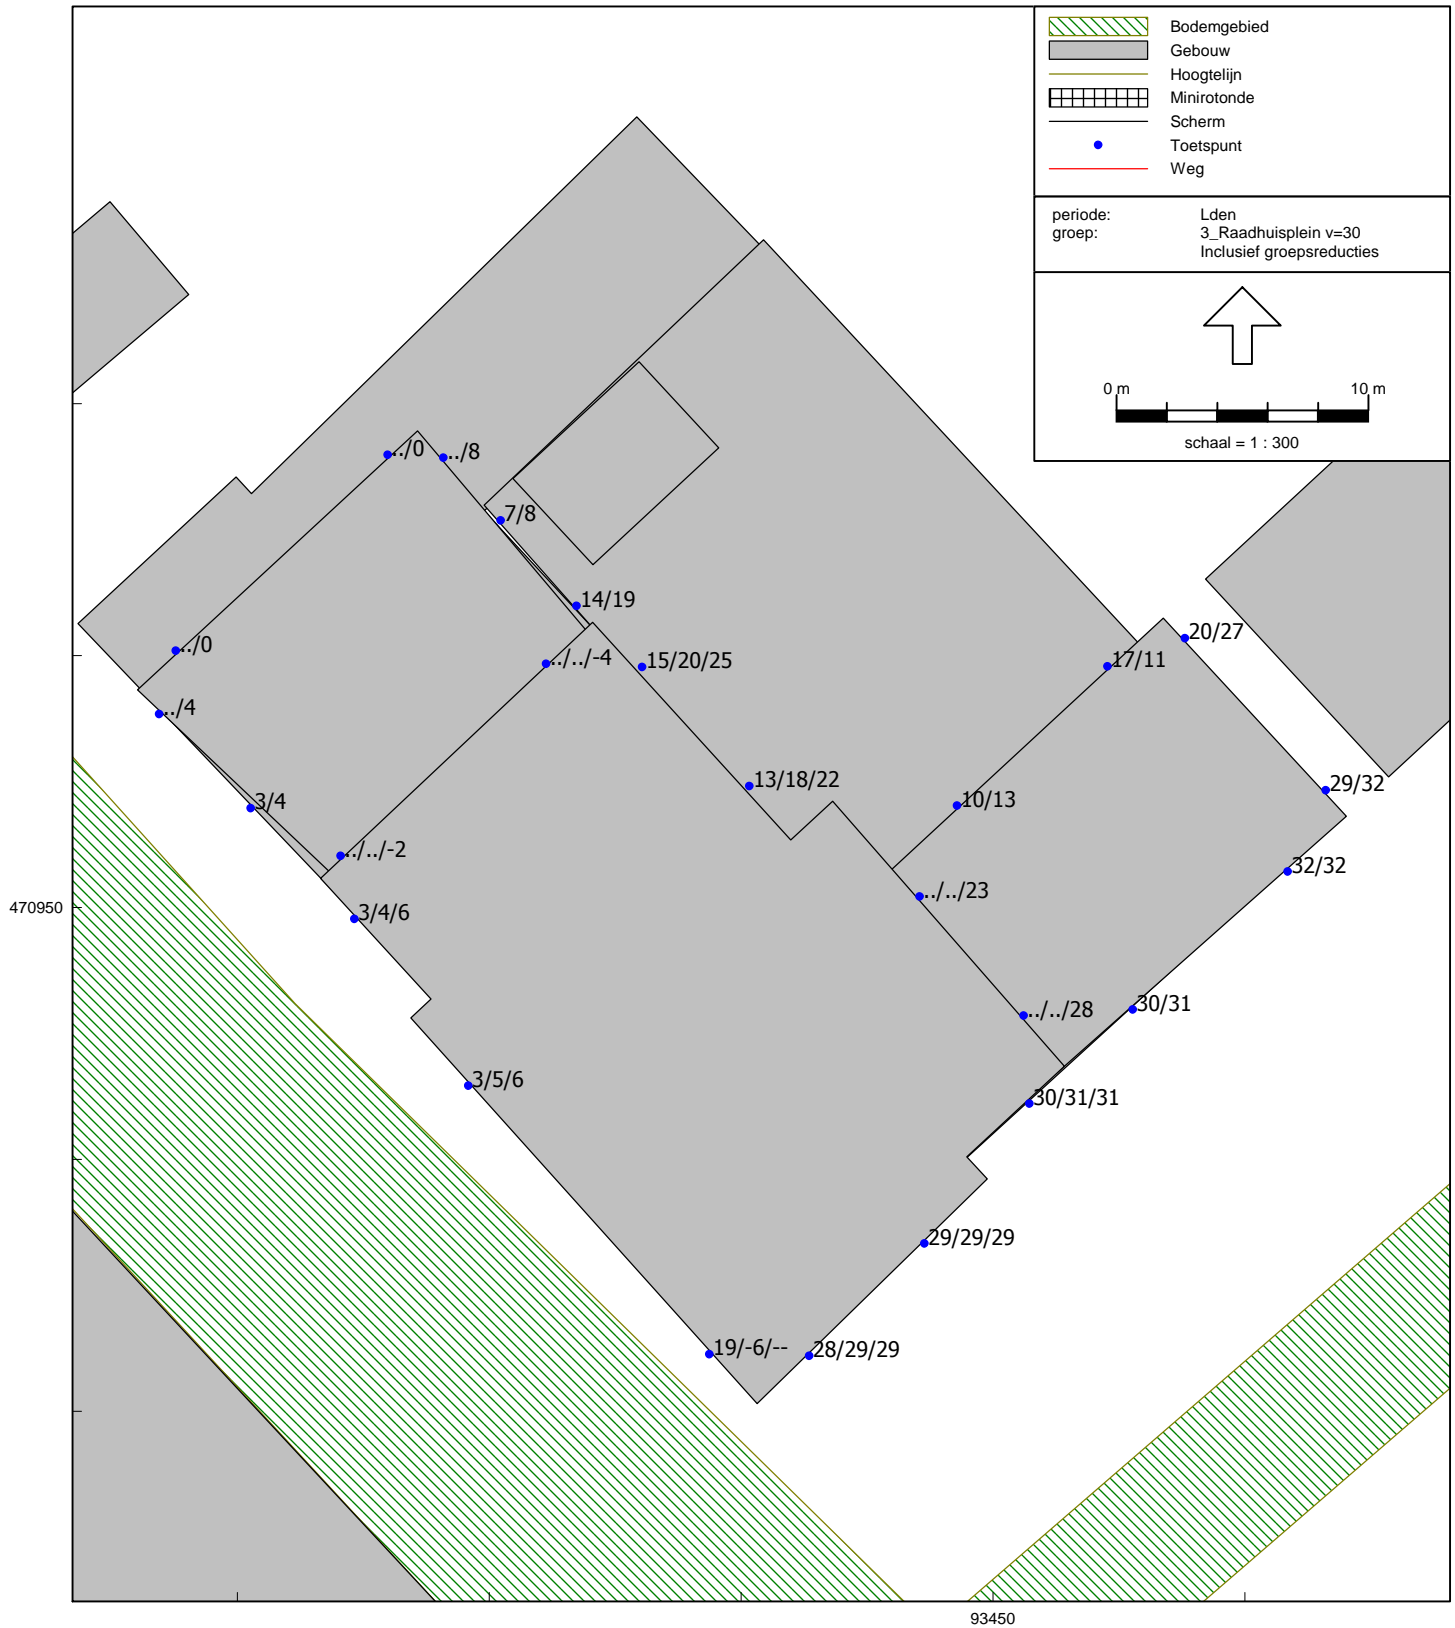 Bodemgebied
Gebouw
Hoogtelijn
Minirotonde
Scherm
Toetspunt
Weg
periode: Lden
groep: 3_Raadhuisplein v=30
Inclusief groepsreducties
0 m 10 m
schaal = 1 : 300
../0
../8
7/8
14/19
../0
../../-4
15/20/25
20/27
17/11
../4
13/18/22
29/32
3/4
10/13
../../-2
32/32
../../23
470950
3/4/6
../../28
30/31
3/5/6
30/31/31
29/29/29
19/-6/--
28/29/29
93450